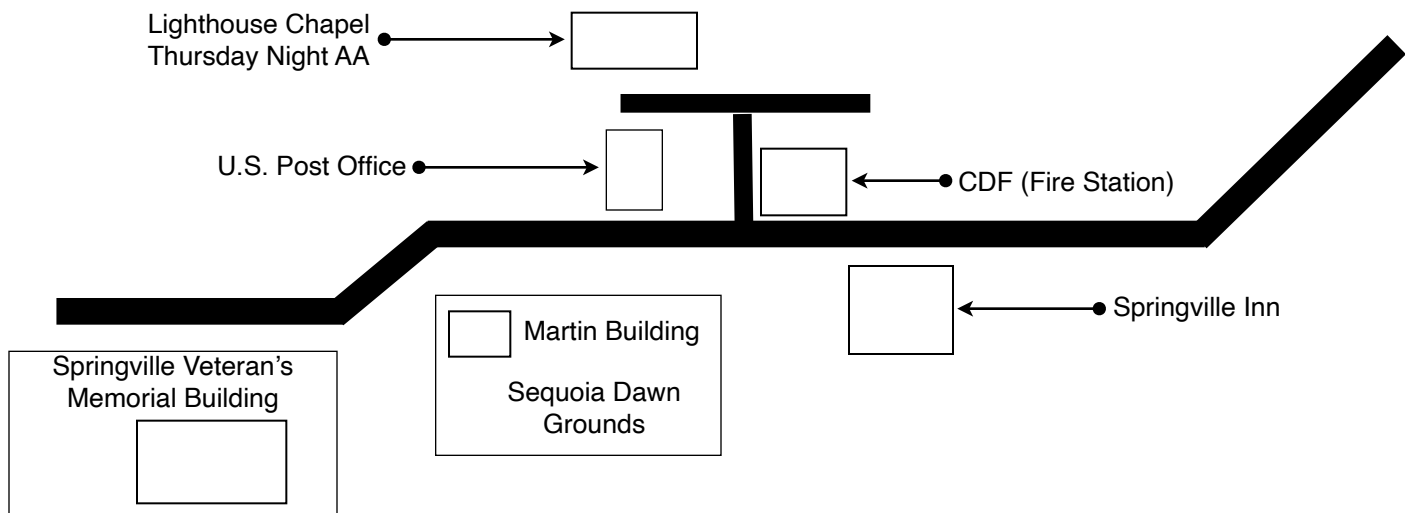 Lighthouse Chapel
Thursday Night AA
U.S. Post Office
CDF (Fire Station)
Springville Inn
Martin Building
Sequoia Dawn
Grounds
Springville Veteran's
Memorial Building